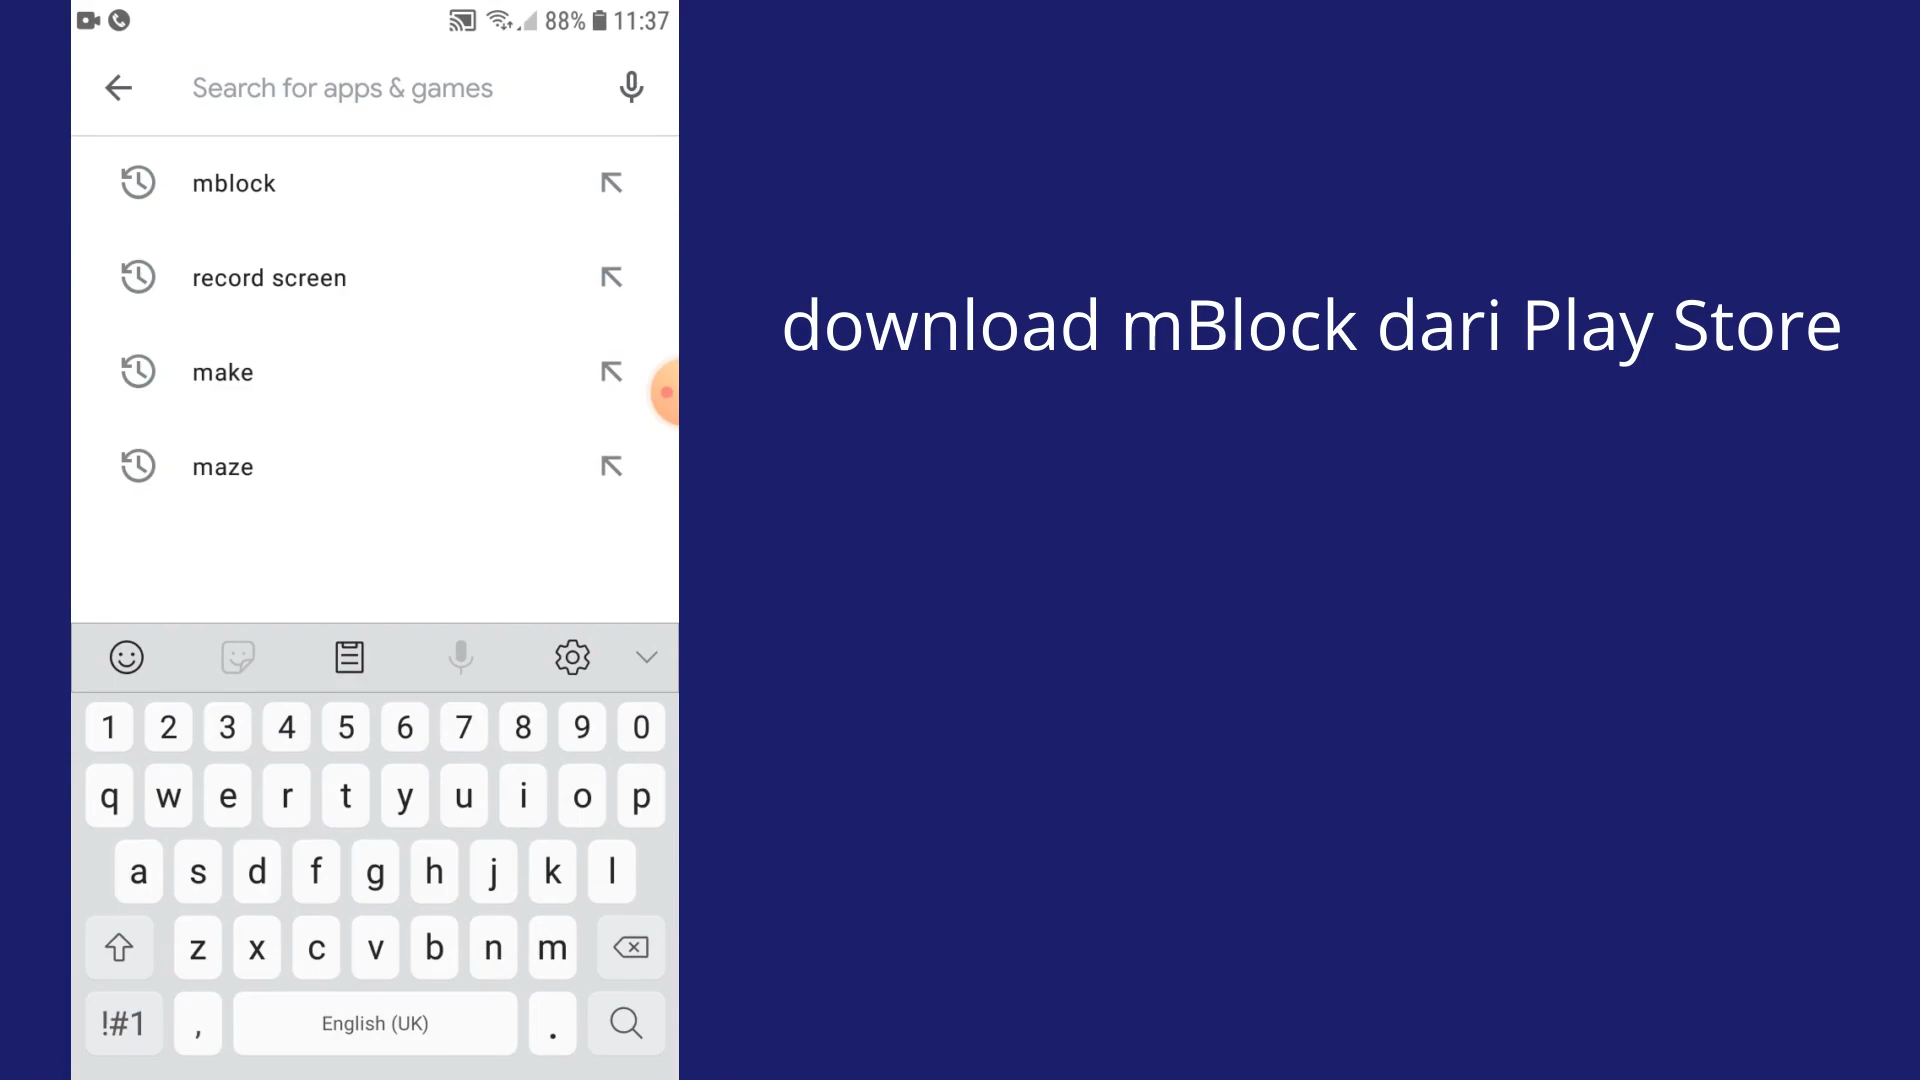 88% 11:37
Search for apps & games
mblock
record screen
make
maze
download mBlock dari Play Store
1 2 3 4 5 6 7 8 9 0
q w e r t y u i o p
a s d f g h j k l
z x c v b n m
!#1 , English (UK) .